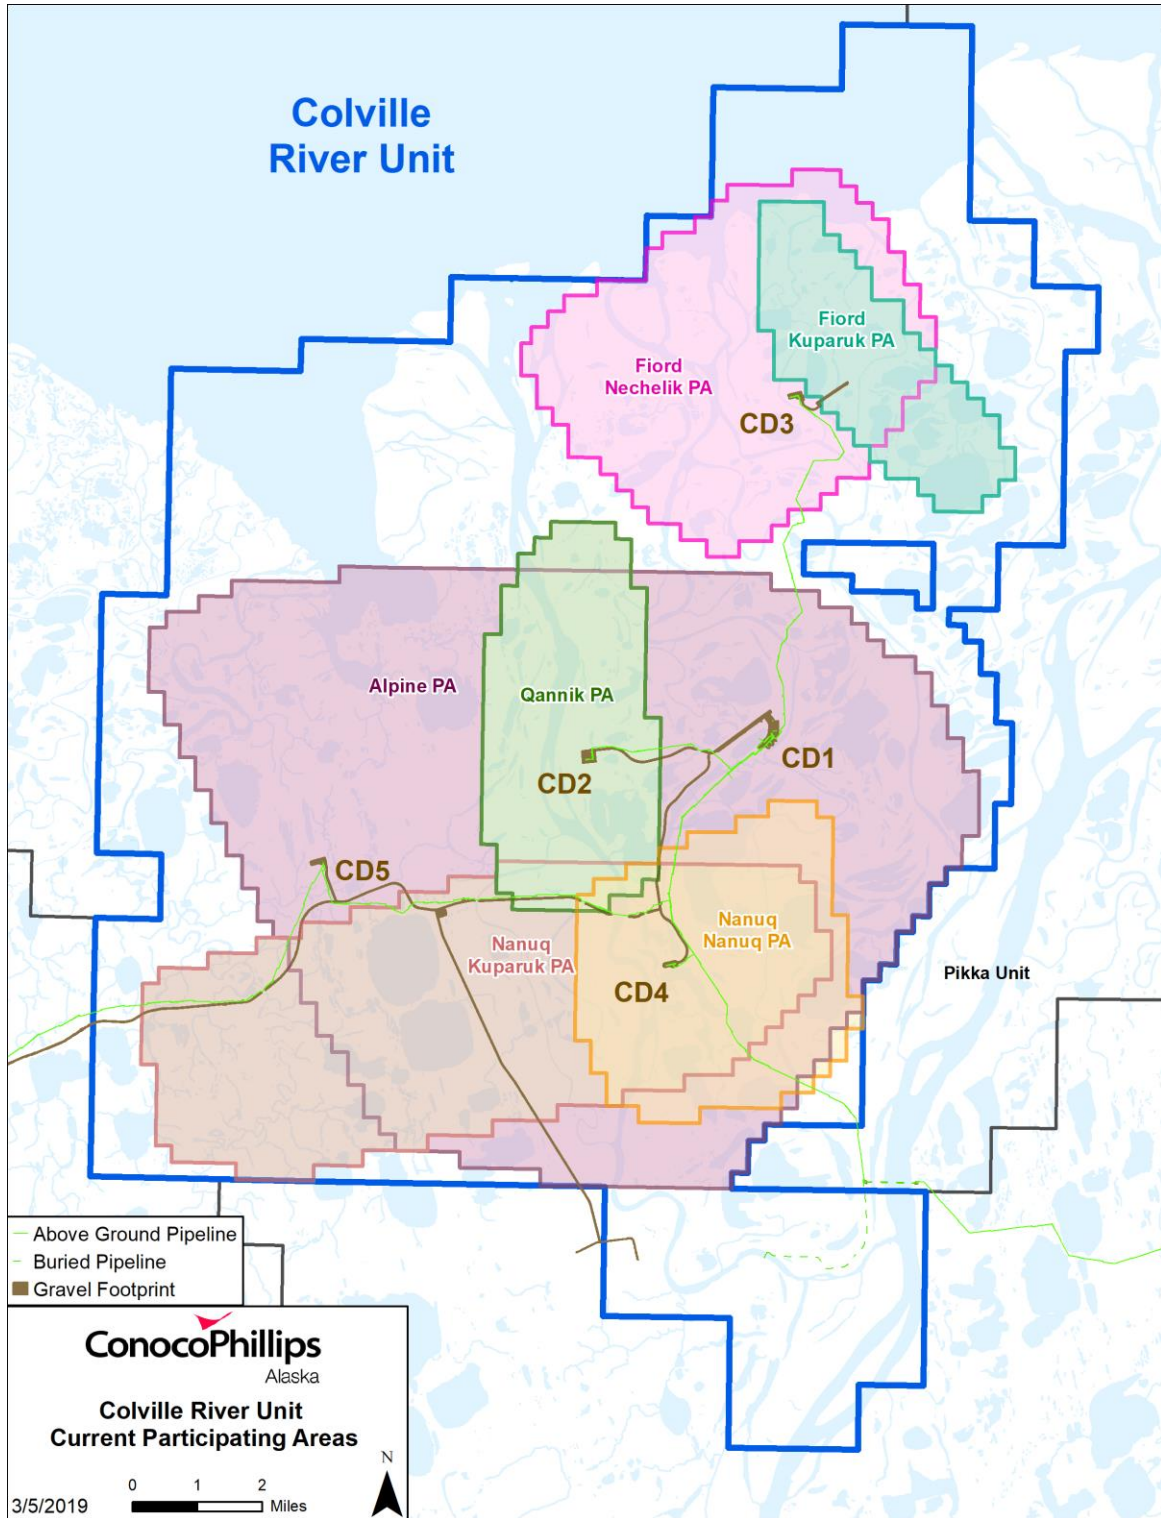 Colville
River Unit
Fiord
Kuparuk PA
Fiord
Nechelik PA
CD3
Alpine PA
Qannik PA
CD2
CD1
CD5
Nanuq
Kuparuk PA
Nanuq
Nanuq PA
CD4
Pikka Unit
Above Ground Pipeline
Buried Pipeline
Gravel Footprint
ConocoPhillips
Alaska
Colville River Unit
Current Participating Areas
N
0 1 2
Miles
3/5/2019